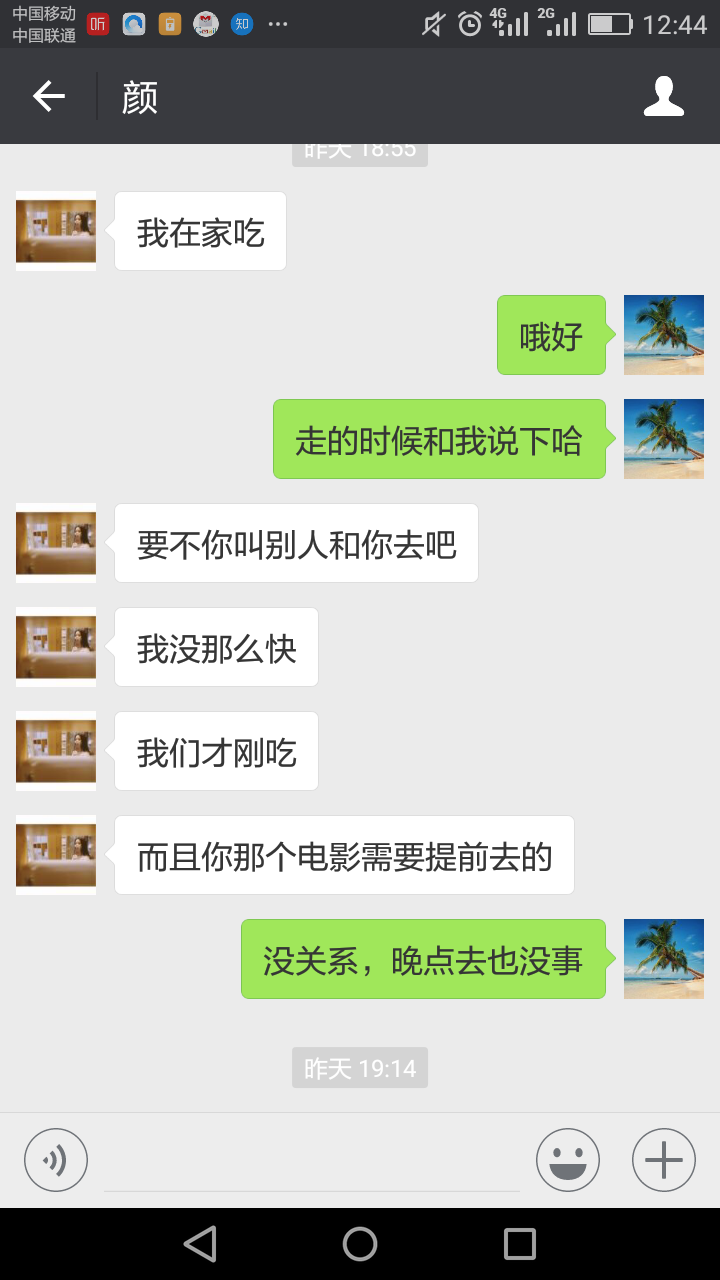 中国移动
中国联通
听
知
4G
2G
12:44
颜
昨天 18:55
我在家吃
哦好
走的时候和我说下哈
要不你叫别人和你去吧
我没那么快
我们才刚吃
而且你那个电影需要提前去的
没关系，晚点去也没事
昨天 19:14